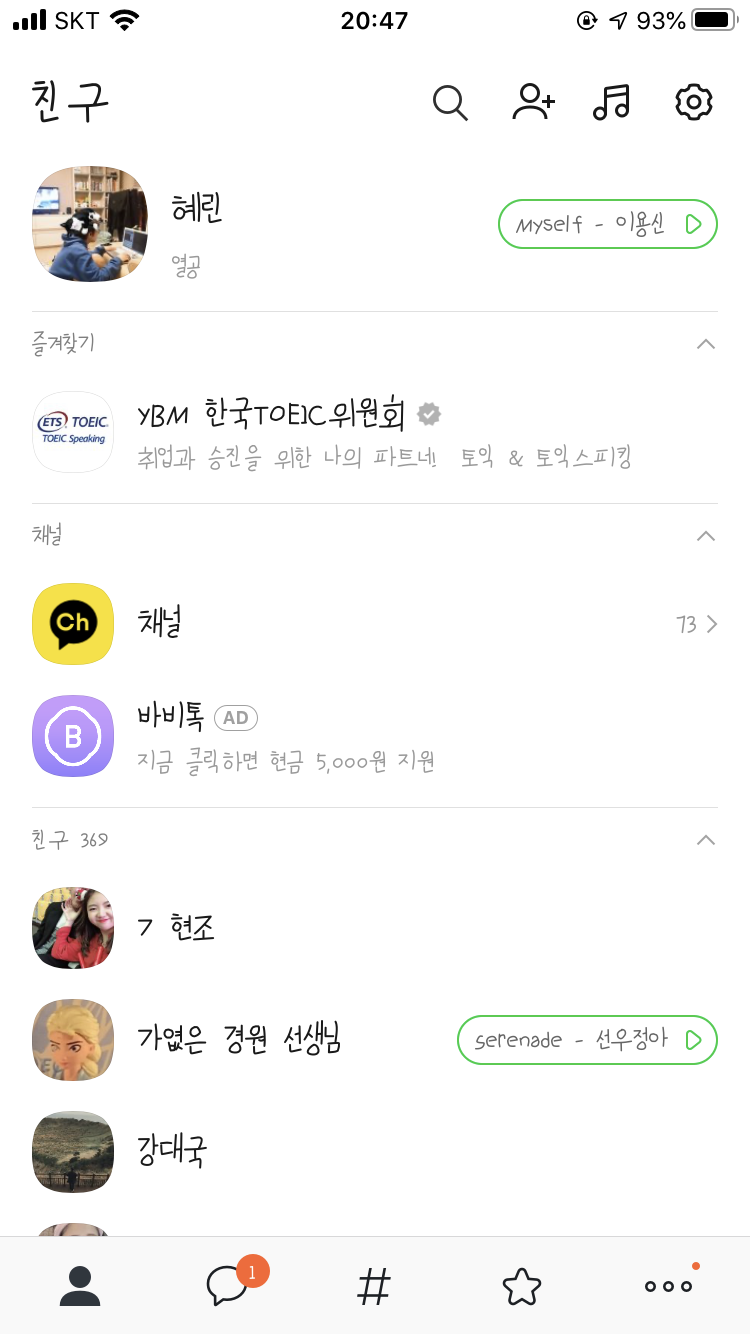 SKT 20:47 93%
친구
혜린
Myself - 이용신
열공
즐겨찾기
ETS TOEIC.
TOEIC Speaking
YBM 한국TOEIC위원회
취업과 승진을 위한 나의 파트너! 토익 & 토익스피킹
채널
Ch
채널
73
B
바비톡 AD
지금 클릭하면 현금 5,000원 지원
친구 369
7 현조
가엾은 경원 선생님
serenade - 선우정아
강대국
1
#